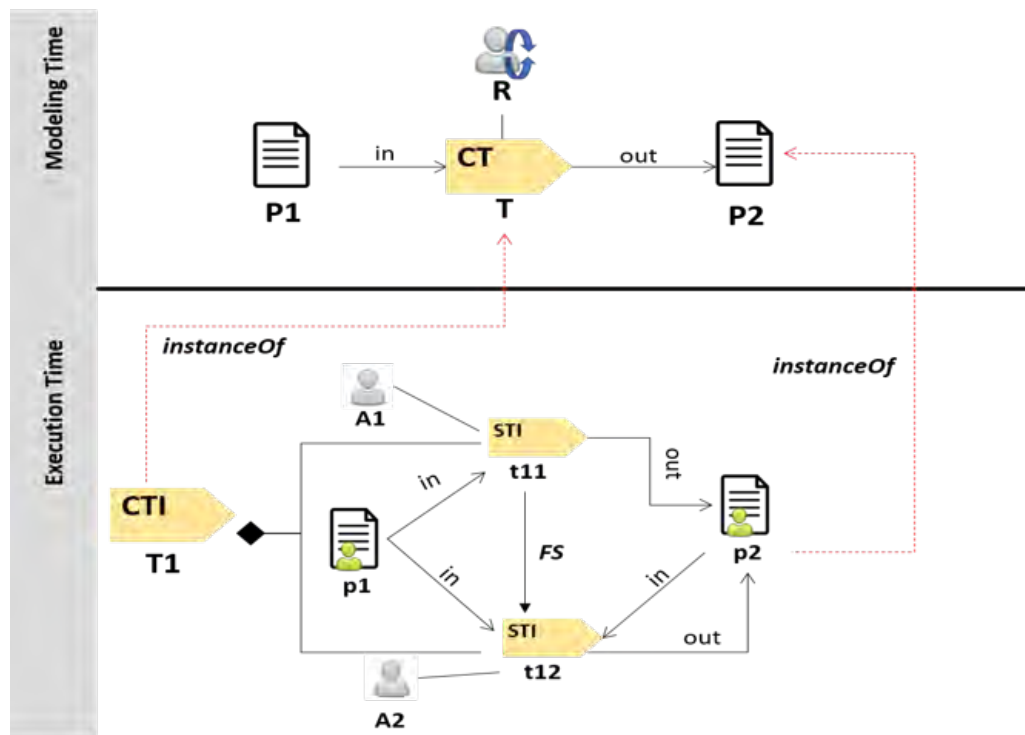 Modeling Time
R
in
CT
out
P1
T
P2
Execution Time
instanceOf
instanceOf
A1
STI
t11
out
in
CTI
T1
p1
FS
p2
in
in
STI
out
t12
A2